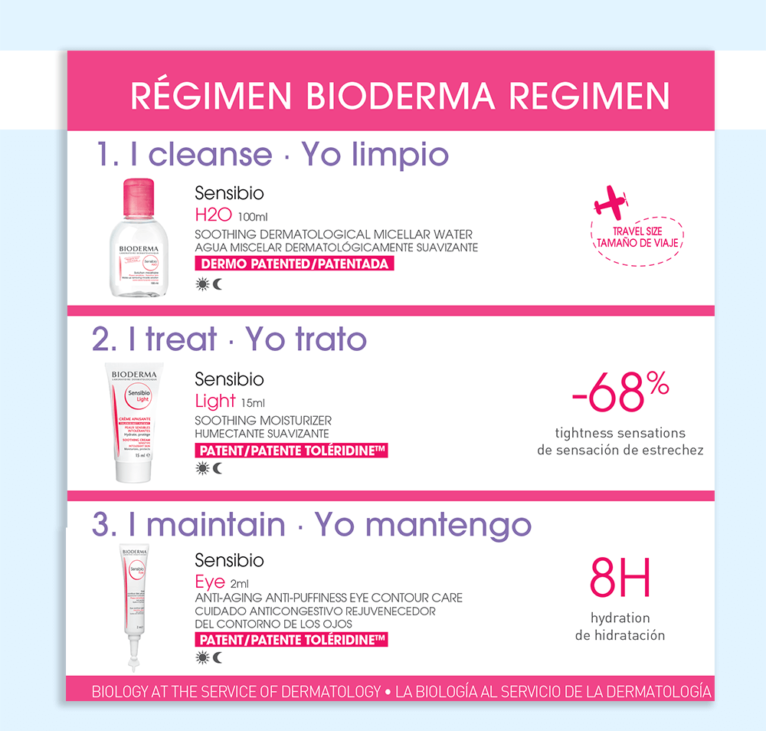 RÉGIMEN BIODERMA REGIMEN
1. I cleanse · Yo limpio
BIODERMA
Sensibio
H2O 100ml
SOOTHING DERMATOLOGICAL MICELLAR WATER
AGUA MISCELAR DERMATOLÓGICAMENTE SUAVIZANTE
DERMO PATENTED/PATENTADA
TRAVEL SIZE
TAMAÑO DE VIAJE
2. I treat · Yo trato
BIODERMA
Sensibio
Light
CRÈME APAISANTE
15 ml
Sensibio
Light 15ml
SOOTHING MOISTURIZER
HUMECTANTE SUAVIZANTE
PATENT/PATENTE TOLÉRIDINE™
-68%
tightness sensations
de sensación de estrechez
3. I maintain · Yo mantengo
BIODERMA
Sensibio
Eye 2ml
ANTI-AGING ANTI-PUFFINESS EYE CONTOUR CARE
CUIDADO ANTICONGESTIVO REJUVENECEDOR
DEL CONTORNO DE LOS OJOS
PATENT/PATENTE TOLÉRIDINE™
8H
hydration
de hidratación
BIOLOGY AT THE SERVICE OF DERMATOLOGY • LA BIOLOGÍA AL SERVICIO DE LA DERMATOLOGÍA